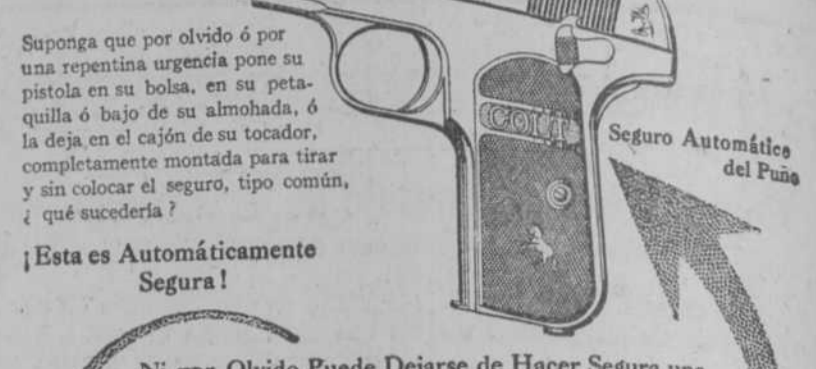 Suponga que por olvido ó por
una repentina urgencia pone su
pistola en su bolsa, en su peta-
quilla ó bajo de su almohada, ó
la deja en el cajón de su tocador,
completamente montada para tirar
y sin colocar el seguro, tipo común,
¿ qué sucedería ?
¡Esta es Automáticamente
Segura!
COLT
Seguro Automático
del Puño
Ni por Olvido Puede Dejarse de Hacer Segura una